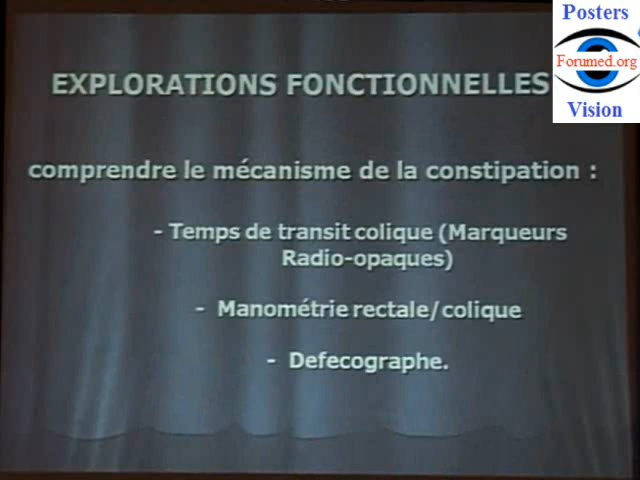 Posters
Forumed.org
Vision
EXPLORATIONS FONCTIONNELLES
comprendre le mécanisme de la constipation :
- Temps de transit colique (Marqueurs
Radio-opaques)
- Manométrie rectale/colique
- Defecographe.